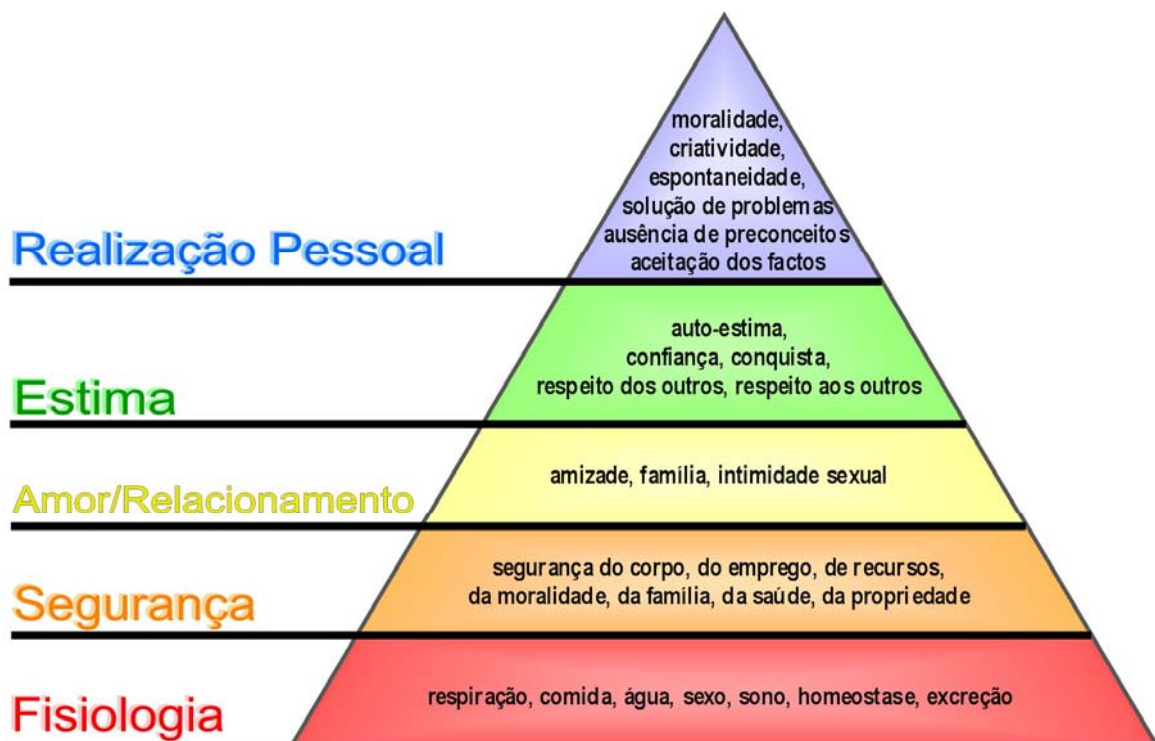 moralidade,
criatividade,
espontaneidade,
solução de problemas
ausência de preconceitos
aceitação dos factos
Realização Pessoal
auto-estima,
confiança, conquista,
respeito dos outros, respeito aos outros
Estima
amizade, família, intimidade sexual
Amor/Relacionamento
segurança do corpo, do emprego, de recursos,
da moralidade, da família, da saúde, da propriedade
Segurança
respiração, comida, água, sexo, sono, homeostase, excreção
Fisiologia